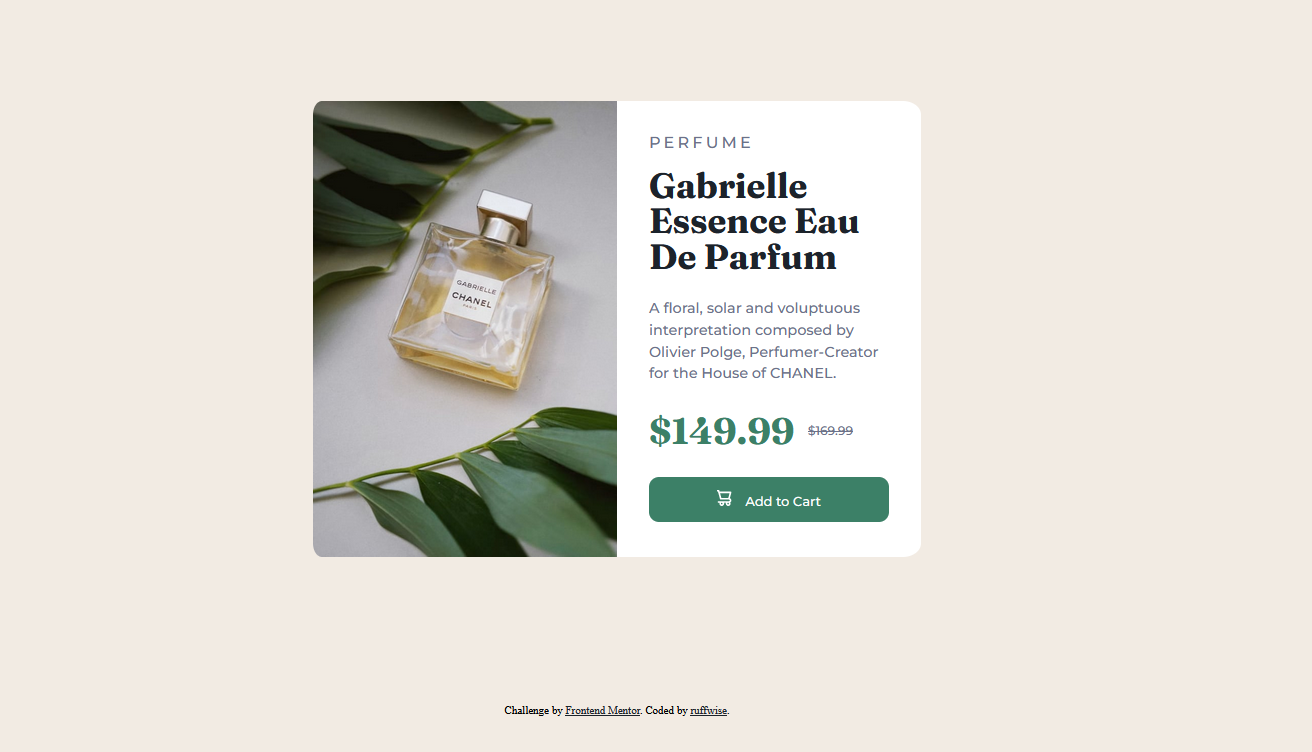 GABRIELLE
CHANEL
PARIS
PERFUME
Gabrielle
Essence Eau
De Parfum
A floral, solar and voluptuous
interpretation composed by
Olivier Polge, Perfumer-Creator
for the House of CHANEL.
$149.99 $169.99
Add to Cart
Challenge by Frontend Mentor. Coded by ruffwise.